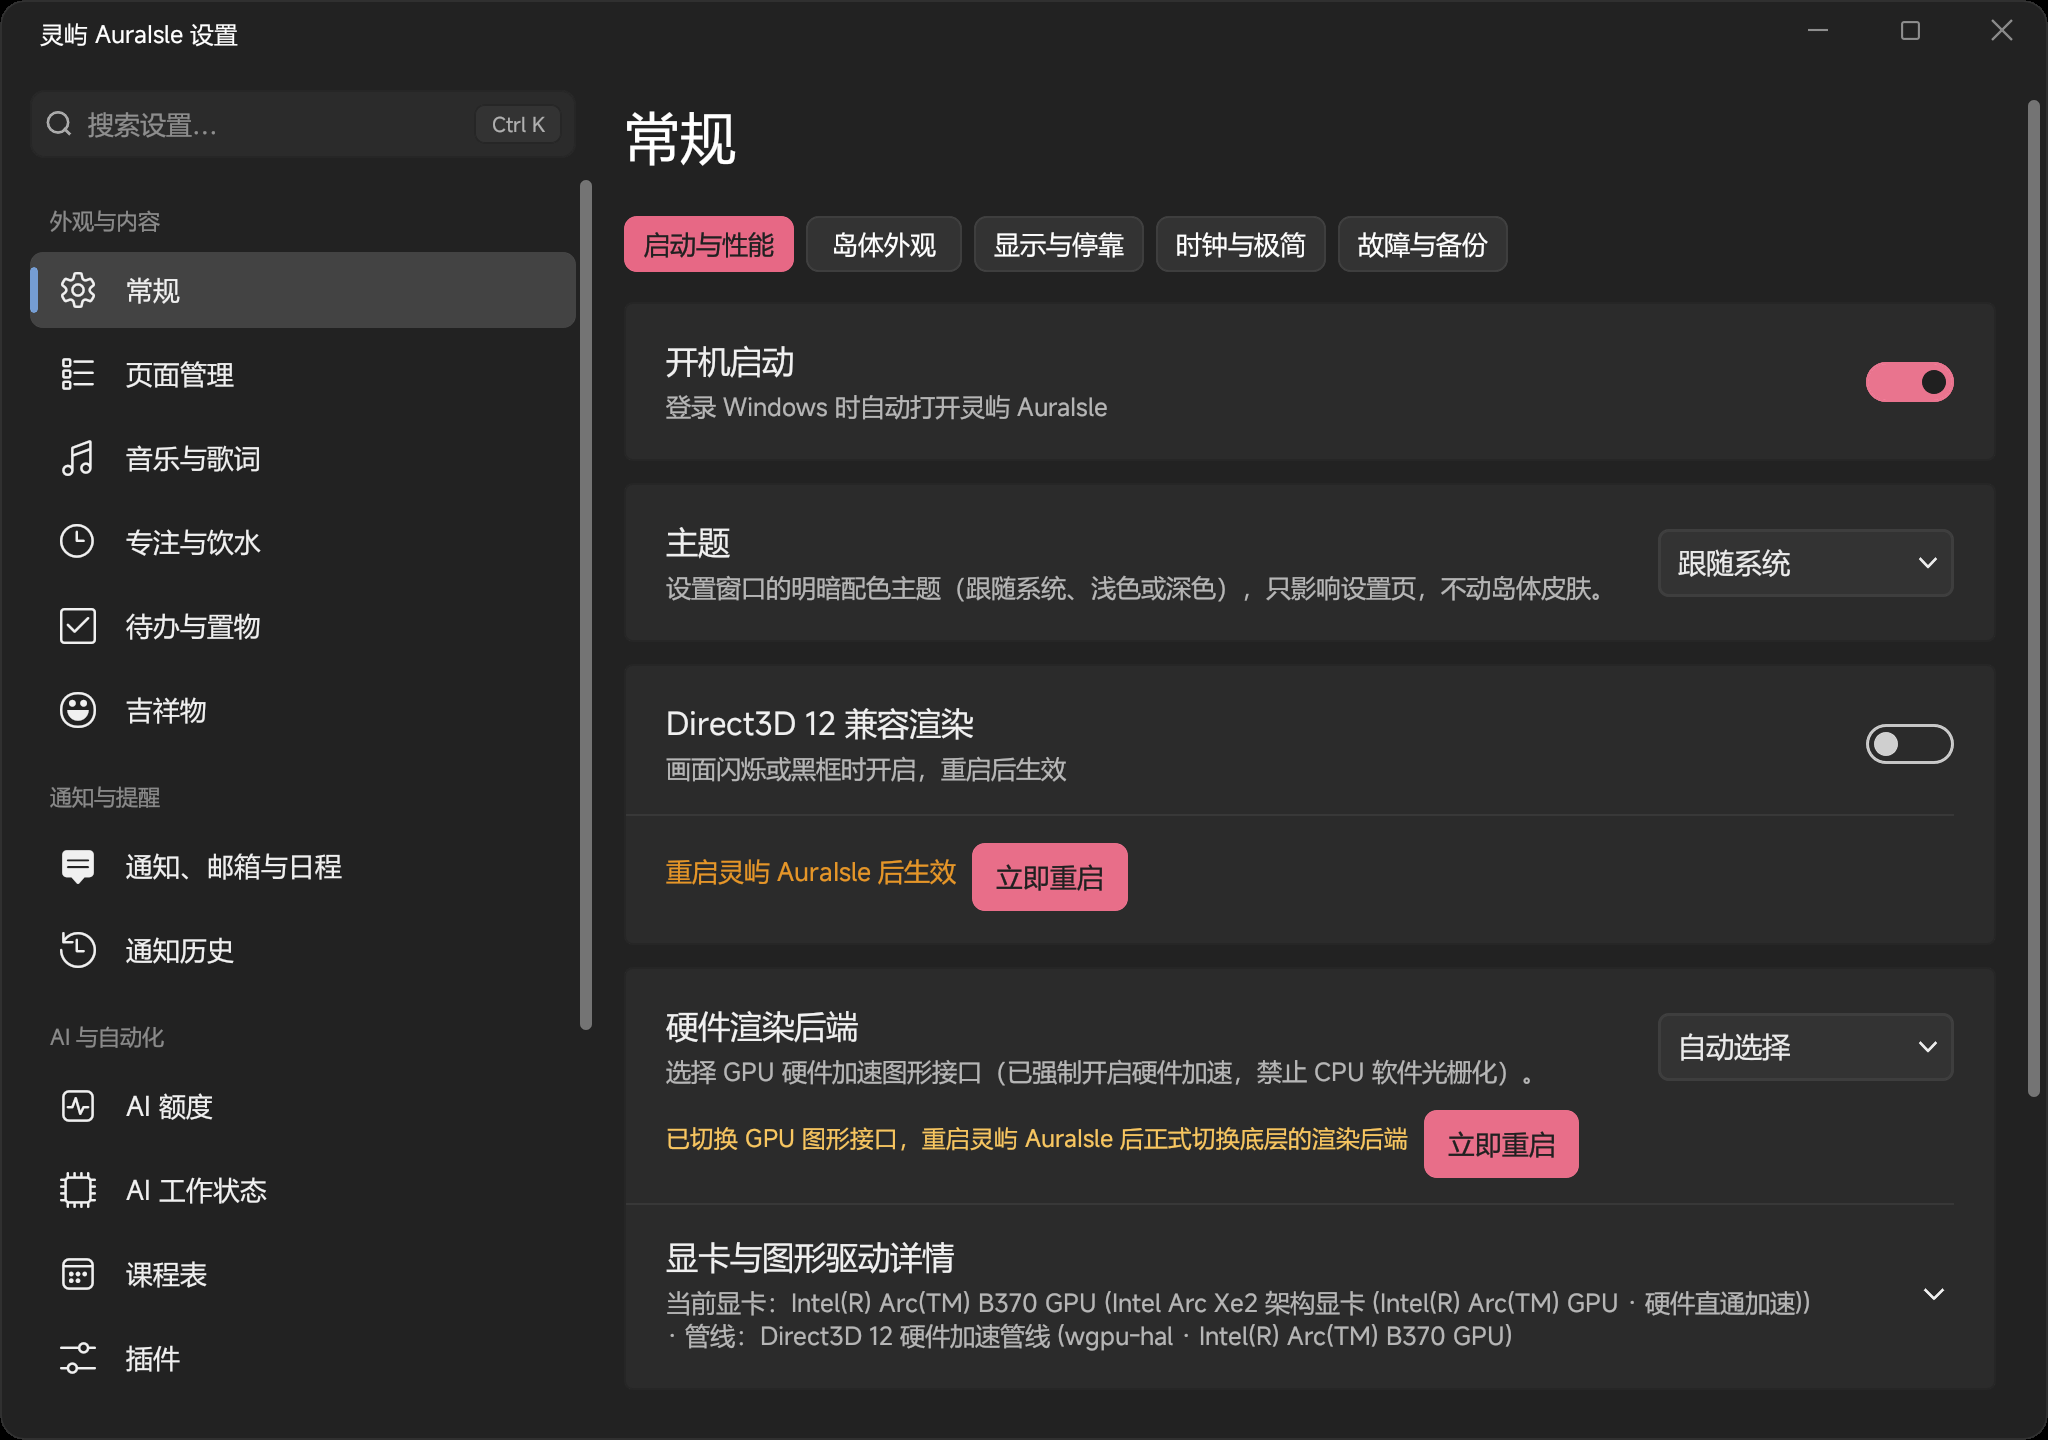 灵屿 AuraIsle 设置
搜索设置...
Ctrl K
外观与内容
常规
页面管理
音乐与歌词
专注与饮水
待办与置物
吉祥物
通知与提醒
通知、邮箱与日程
通知历史
AI 与自动化
AI 额度
AI 工作状态
课程表
插件
常规
启动与性能
岛体外观
显示与停靠
时钟与极简
故障与备份
开机启动
登录 Windows 时自动打开灵屿 AuraIsle
主题
设置窗口的明暗配色主题（跟随系统、浅色或深色），只影响设置页，不动岛体皮肤。
跟随系统
Direct3D 12 兼容渲染
画面闪烁或黑框时开启，重启后生效
重启灵屿 AuraIsle 后生效
立即重启
硬件渲染后端
选择 GPU 硬件加速图形接口（已强制开启硬件加速，禁止 CPU 软件光栅化）。
自动选择
已切换 GPU 图形接口，重启灵屿 AuraIsle 后正式切换底层的渲染后端
立即重启
显卡与图形驱动详情
当前显卡：Intel(R) Arc(TM) B370 GPU (Intel Arc Xe2 架构显卡 (Intel(R) Arc(TM) GPU · 硬件直通加速))
· 管线：Direct3D 12 硬件加速管线 (wgpu-hal · Intel(R) Arc(TM) B370 GPU)